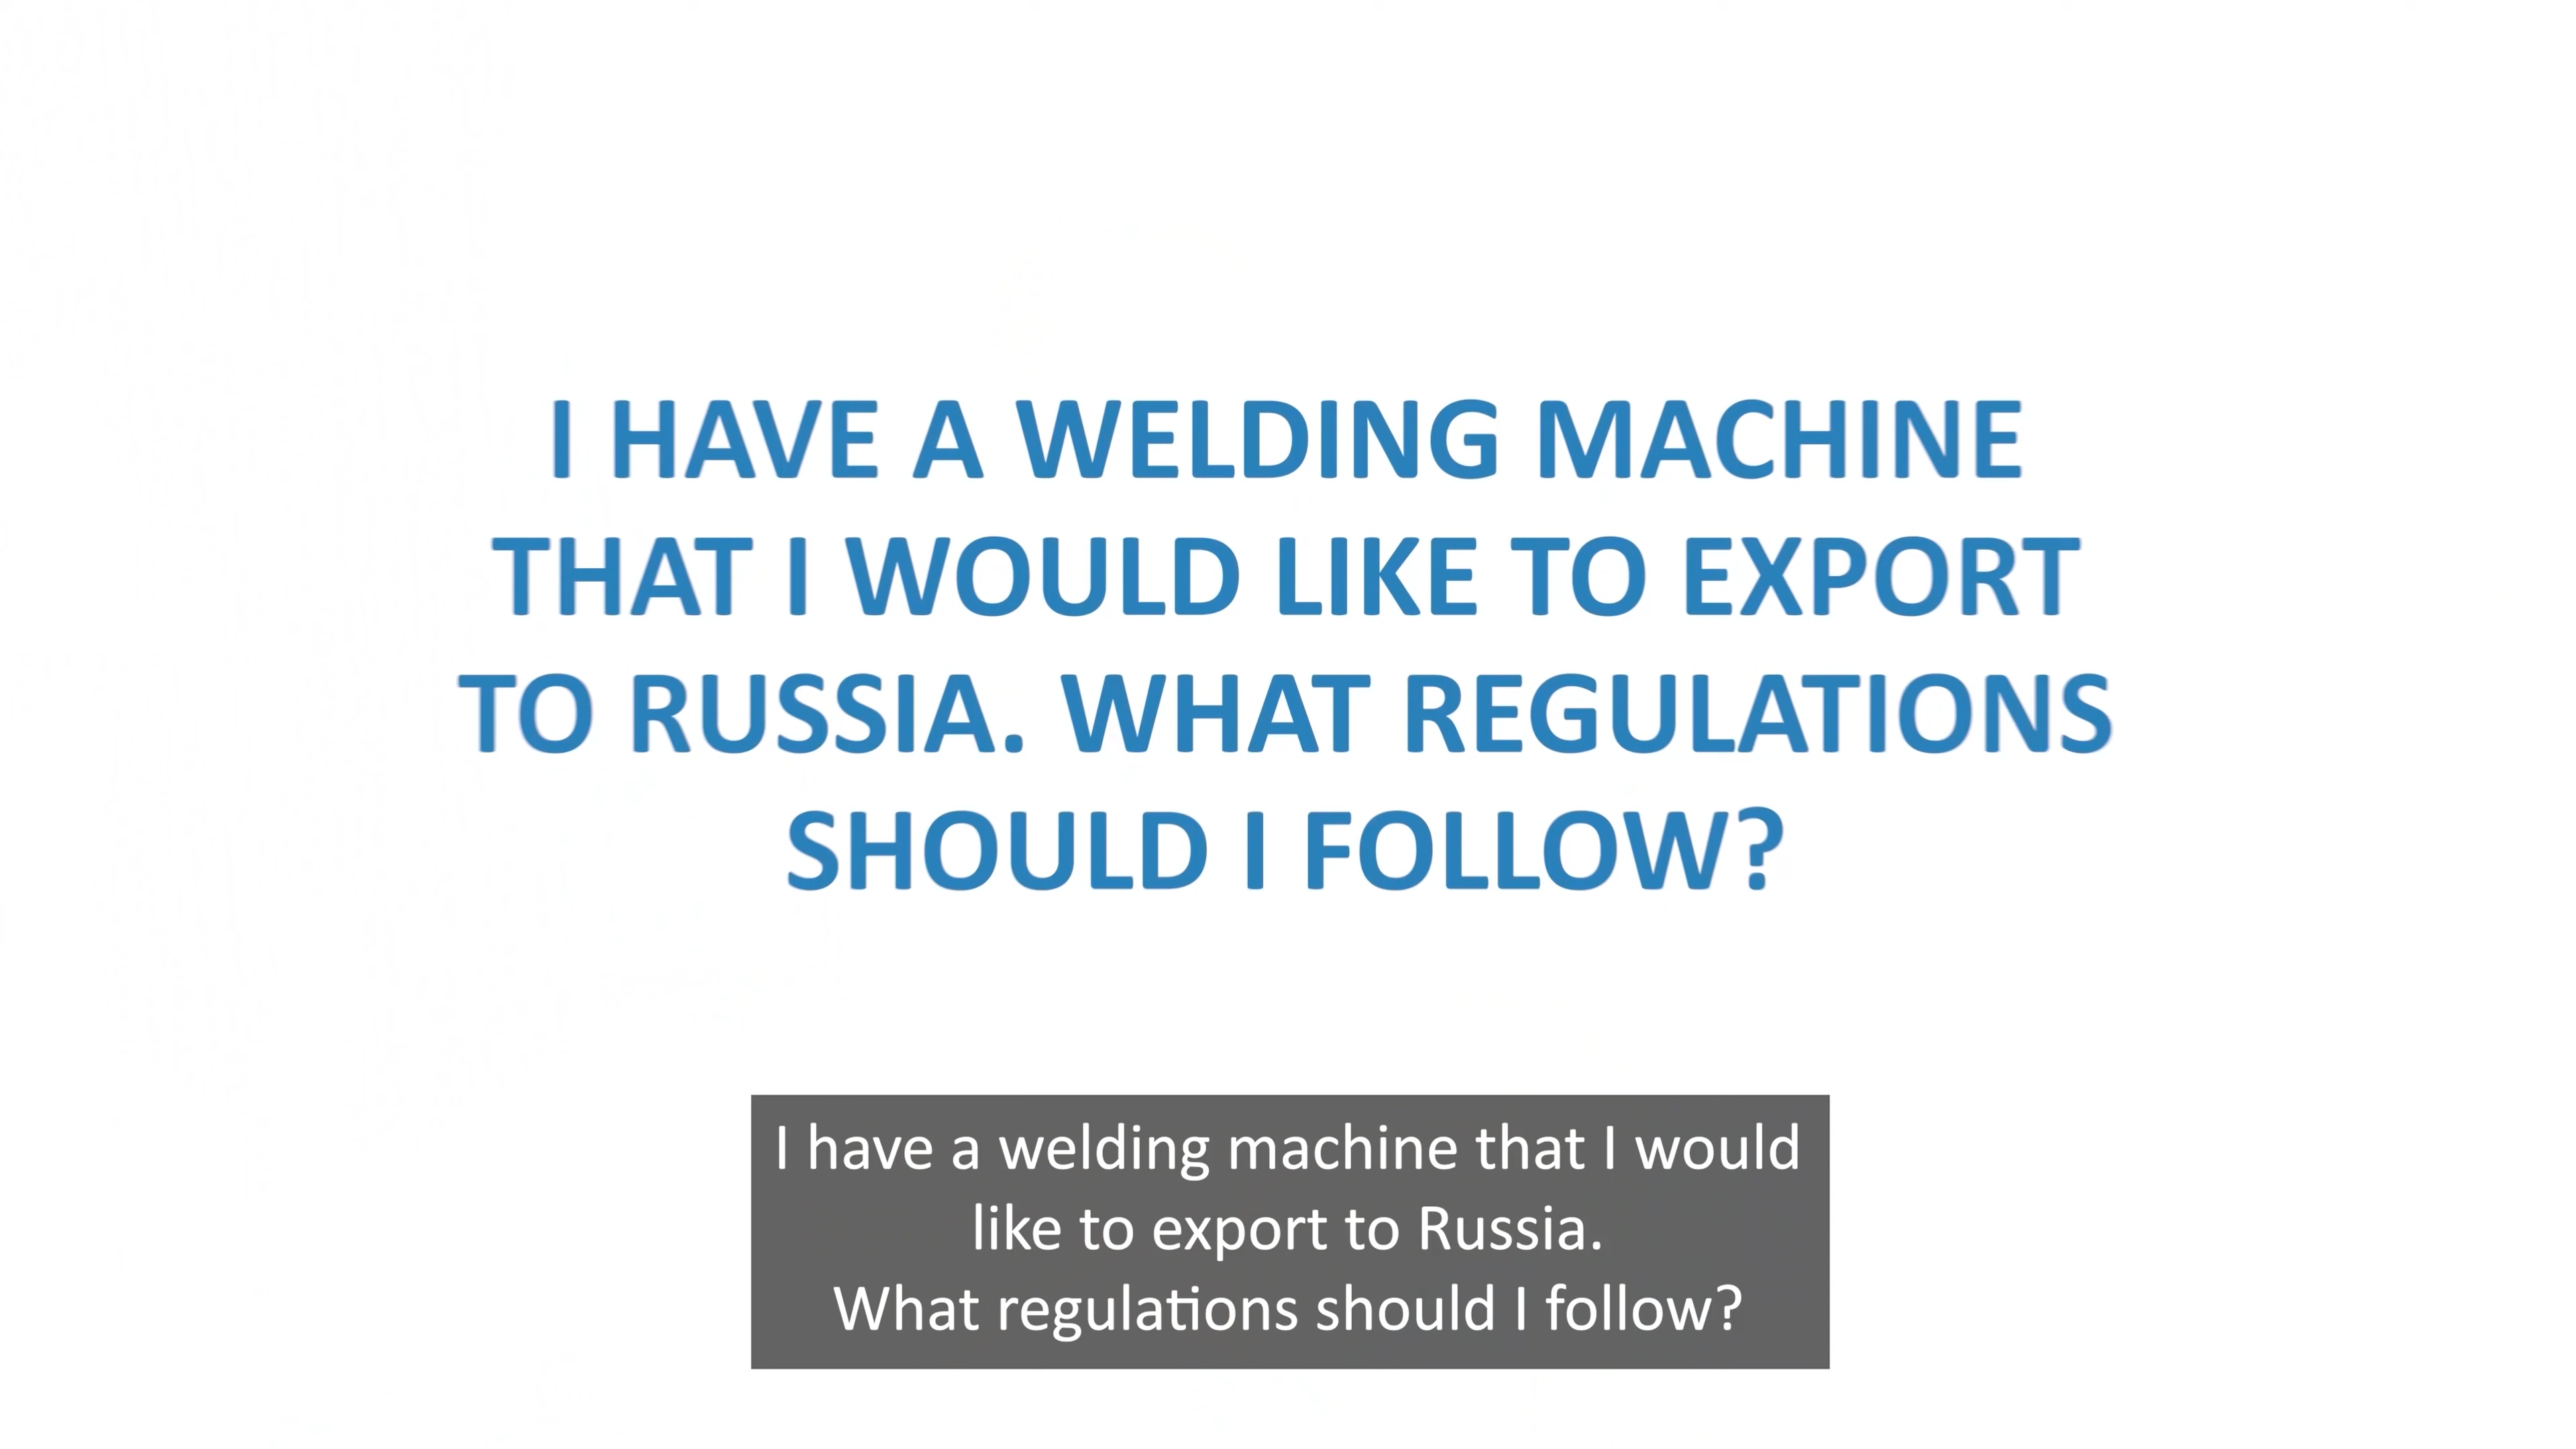 I HAVE A WELDING MACHINE
THAT I WOULD LIKE TO EXPORT
TO RUSSIA. WHAT REGULATIONS
SHOULD I FOLLOW?
I have a welding machine that I would
like to export to Russia.
What regulations should I follow?